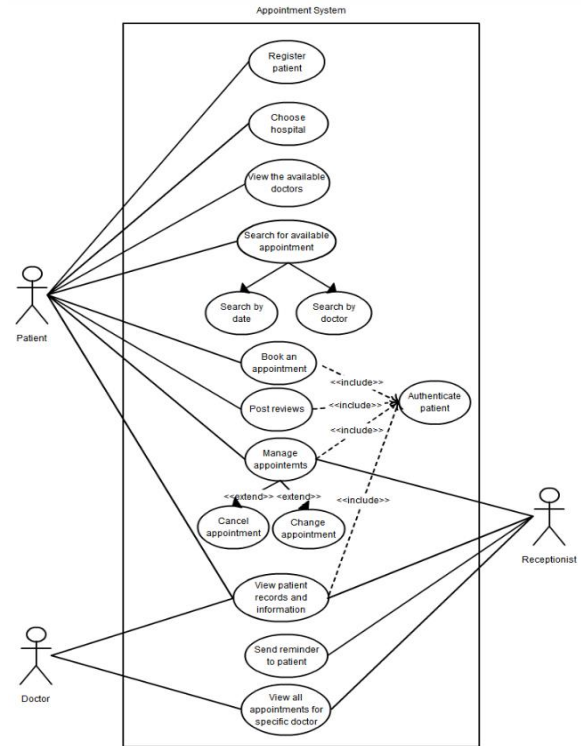 Appointment System
Register
patient
Choose
hospital
View the available
doctors
Search for available
appointment
Search by
date
Search by
doctor
Patient
Book an
appointment
<<include>>
Authenticate
patient
Post reviews
<<include>>
<<include>>
Manage
appointemts
<<extend>>
<<extend>>
<<include>>
Cancel
appointment
Change
appointment
Receptionist
View patient
records and
information
Send reminder
to patient
Doctor
View all
appointments for
specific doctor